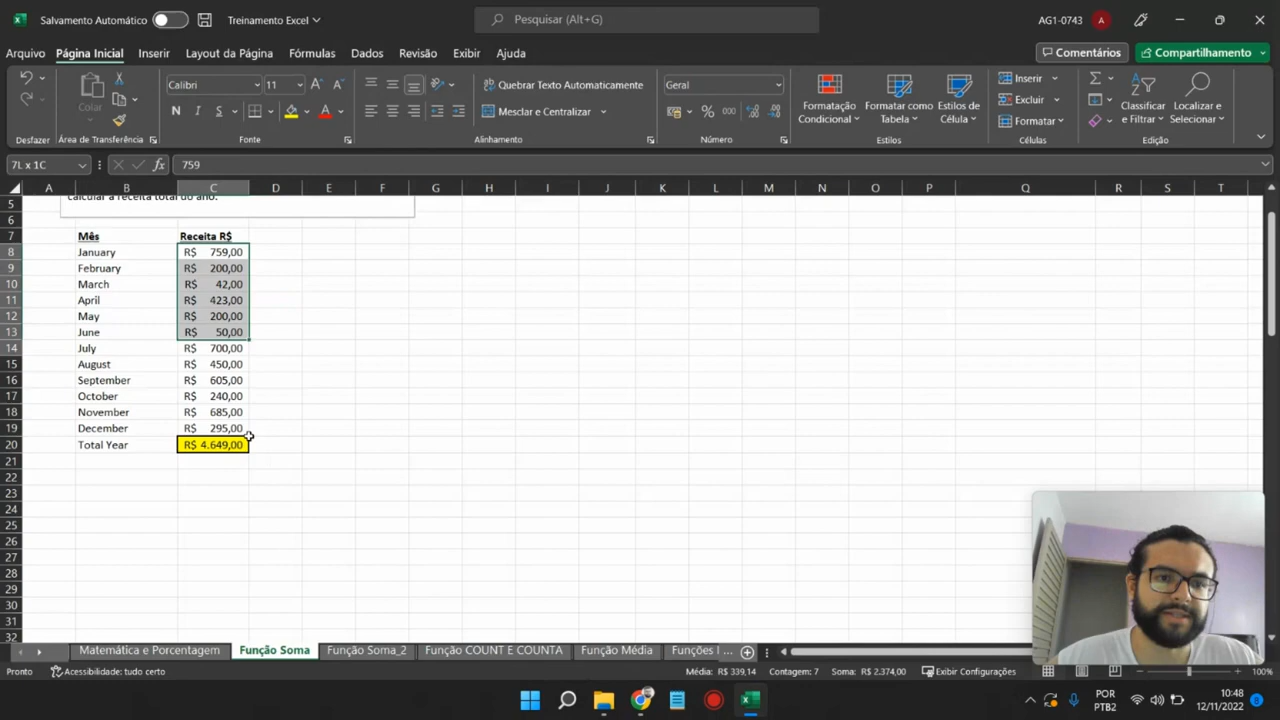 Salvamento Automático
Treinamento Excel
Pesquisar (Alt+G)
AG1-0743
A
Arquivo
Página Inicial
Inserir
Layout da Página
Fórmulas
Dados
Revisão
Exibir
Ajuda
Comentários
Compartilhamento
Colar
Calibri
11
N I S
Quebrar Texto Automaticamente
Mesclar e Centralizar
Geral
Formatação Condicional
Formatar como Tabela
Estilos de Célula
Inserir
Excluir
Formatar
Classificar e Filtrar
Localizar e Selecionar
Desfazer
Área de Transferência
Fonte
Alinhamento
Número
Estilos
Células
Edição
7L x 1C
fx
759
A B C D E F G H I J K L M N O P Q R S T
5 calcular a receita total do ano.
6
7 Mês Receita R$
8 January R$ 759,00
9 February R$ 200,00
10 March R$ 42,00
11 April R$ 423,00
12 May R$ 200,00
13 June R$ 50,00
14 July R$ 700,00
15 August R$ 450,00
16 September R$ 605,00
17 October R$ 240,00
18 November R$ 685,00
19 December R$ 295,00
20 Total Year R$ 4.649,00
21
22
23
24
25
26
27
28
29
30
31
32
Matemática e Porcentagem
Função Soma
Função Soma_2
Função COUNT E COUNTA
Função Média
Funções I ...
Pronto
Acessibilidade: tudo certo
Média: R$ 339,14 Contagem: 7 Soma: R$ 2.374,00
Exibir Configurações
100%
POR
PTB2
10:48
12/11/2022
8